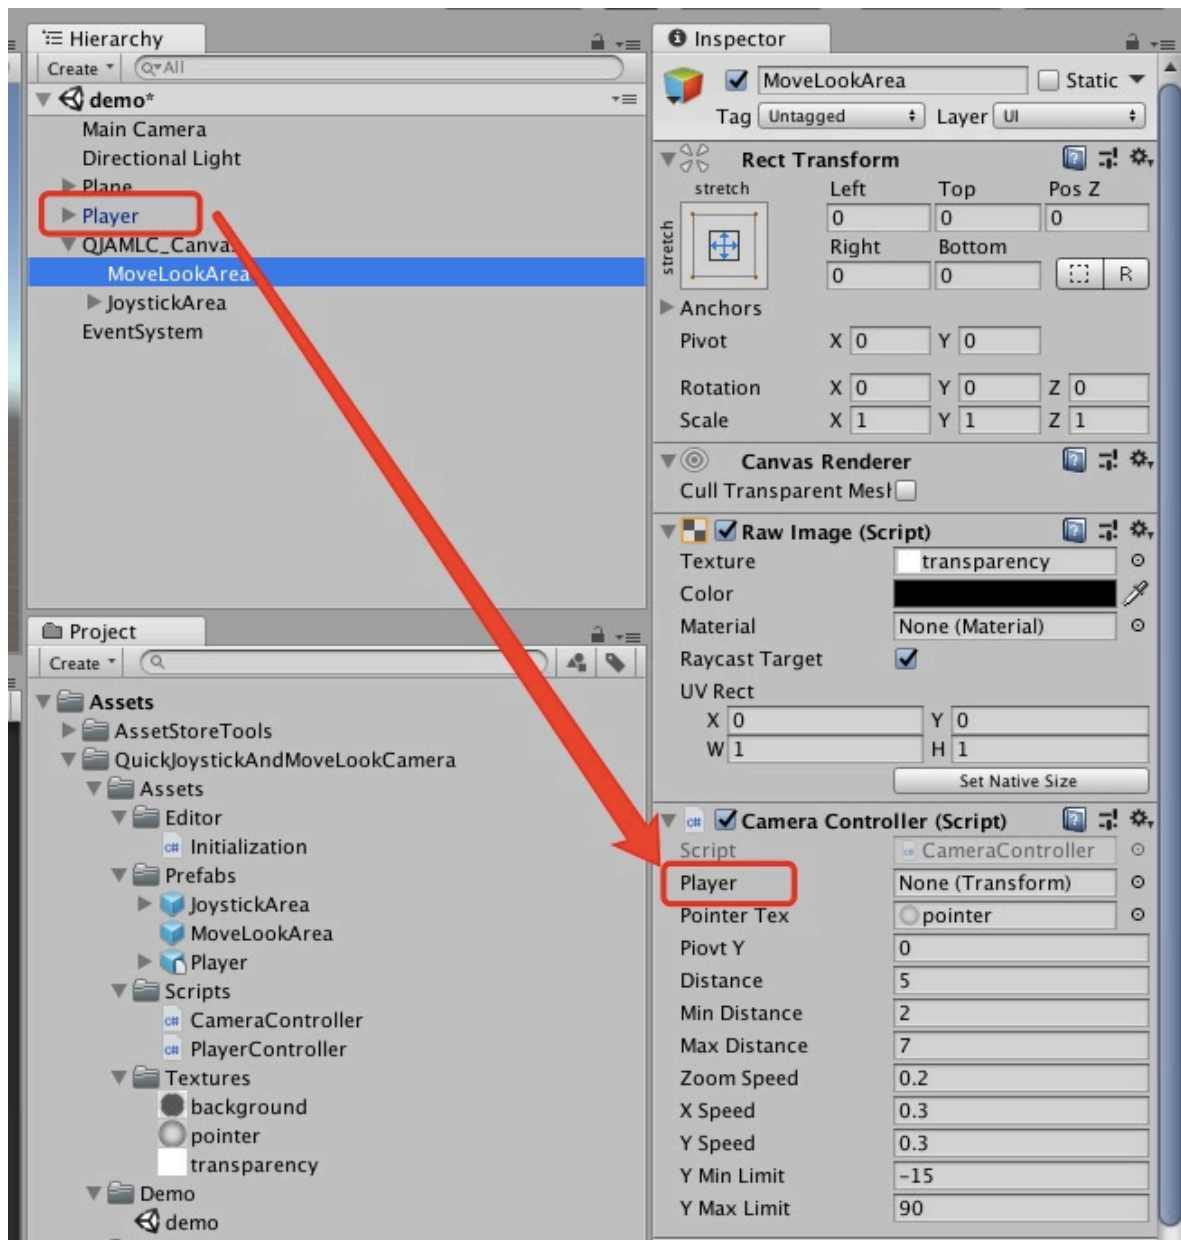 Hierarchy
Create
All
demo*
Main Camera
Directional Light
Plane
Player
QJAMLC_Canvas
MoveLookArea
JoystickArea
EventSystem
Project
Create
Assets
AssetStoreTools
QuickJoystickAndMoveLookCamera
Assets
Editor
Initialization
Prefabs
JoystickArea
MoveLookArea
Player
Scripts
CameraController
PlayerController
Textures
background
pointer
transparency
Demo
demo
Inspector
MoveLookArea Static
Tag Untagged Layer UI
Rect Transform
stretch Left Top Pos Z
stretch
0 0 0
Right Bottom
0 0 R
Anchors
Pivot X 0 Y 0
Rotation X 0 Y 0 Z 0
Scale X 1 Y 1 Z 1
Canvas Renderer
Cull Transparent Mesh
Raw Image (Script)
Texture transparency
Color
Material None (Material)
Raycast Target
UV Rect
X 0 Y 0
W 1 H 1
Set Native Size
C# Camera Controller (Script)
Script CameraController
Player None (Transform)
Pointer Tex pointer
Piovt Y 0
Distance 5
Min Distance 2
Max Distance 7
Zoom Speed 0.2
X Speed 0.3
Y Speed 0.3
Y Min Limit -15
Y Max Limit 90